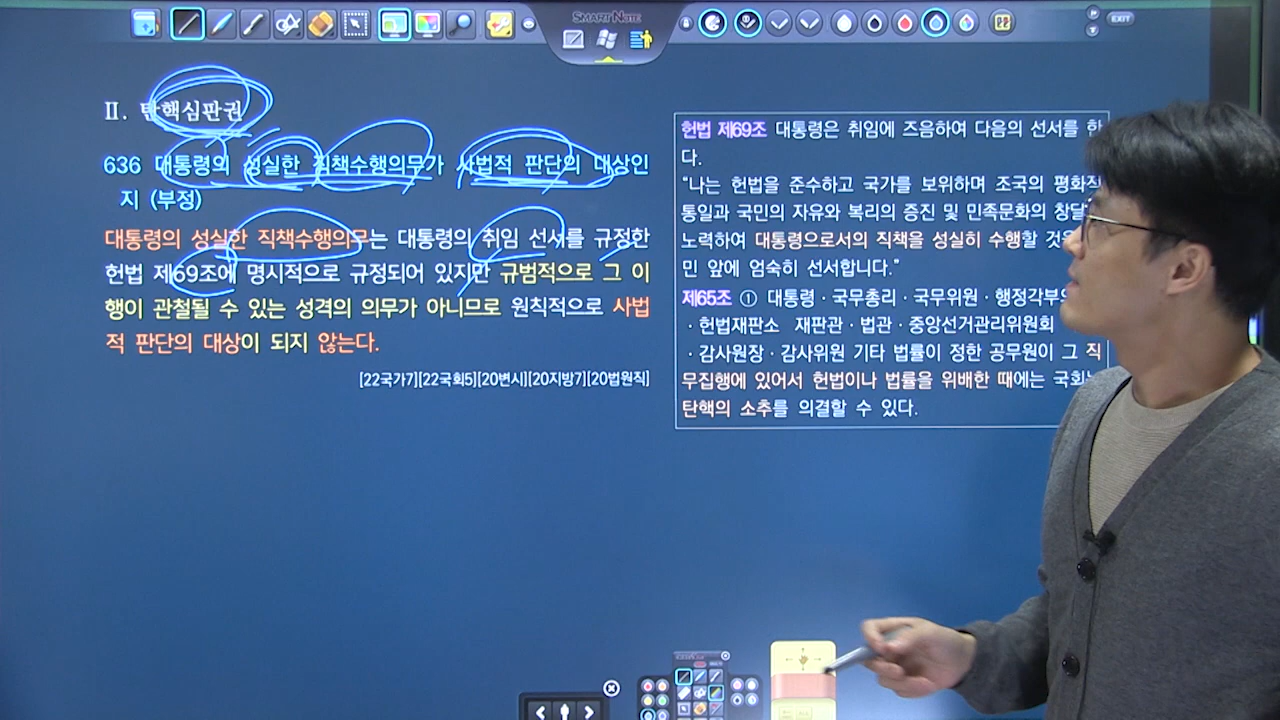 SMART NOTE
EXIT
Ⅱ. 탄핵심판권
636 대통령의 성실한 직책수행의무가 사법적 판단의 대상인
지 (부정)
대통령의 성실한 직책수행의무는 대통령의 취임 선서를 규정한
헌법 제69조에 명시적으로 규정되어 있지만 규범적으로 그 이
행이 관철될 수 있는 성격의 의무가 아니므로 원칙적으로 사법
적 판단의 대상이 되지 않는다.
[22국가7][22국회5][20변시][20지방7][20법원직]
헌법 제69조 대통령은 취임에 즈음하여 다음의 선서를 한
다.
“나는 헌법을 준수하고 국가를 보위하며 조국의 평화적
통일과 국민의 자유와 복리의 증진 및 민족문화의 창달
노력하여 대통령으로서의 직책을 성실히 수행할 것
민 앞에 엄숙히 선서합니다.”
제65조 ① 대통령·국무총리·국무위원·행정각부
·헌법재판소 재판관·법관·중앙선거관리위원회
·감사원장·감사위원 기타 법률이 정한 공무원이 그 직
무집행에 있어서 헌법이나 법률을 위배한 때에는 국회는
탄핵의 소추를 의결할 수 있다.